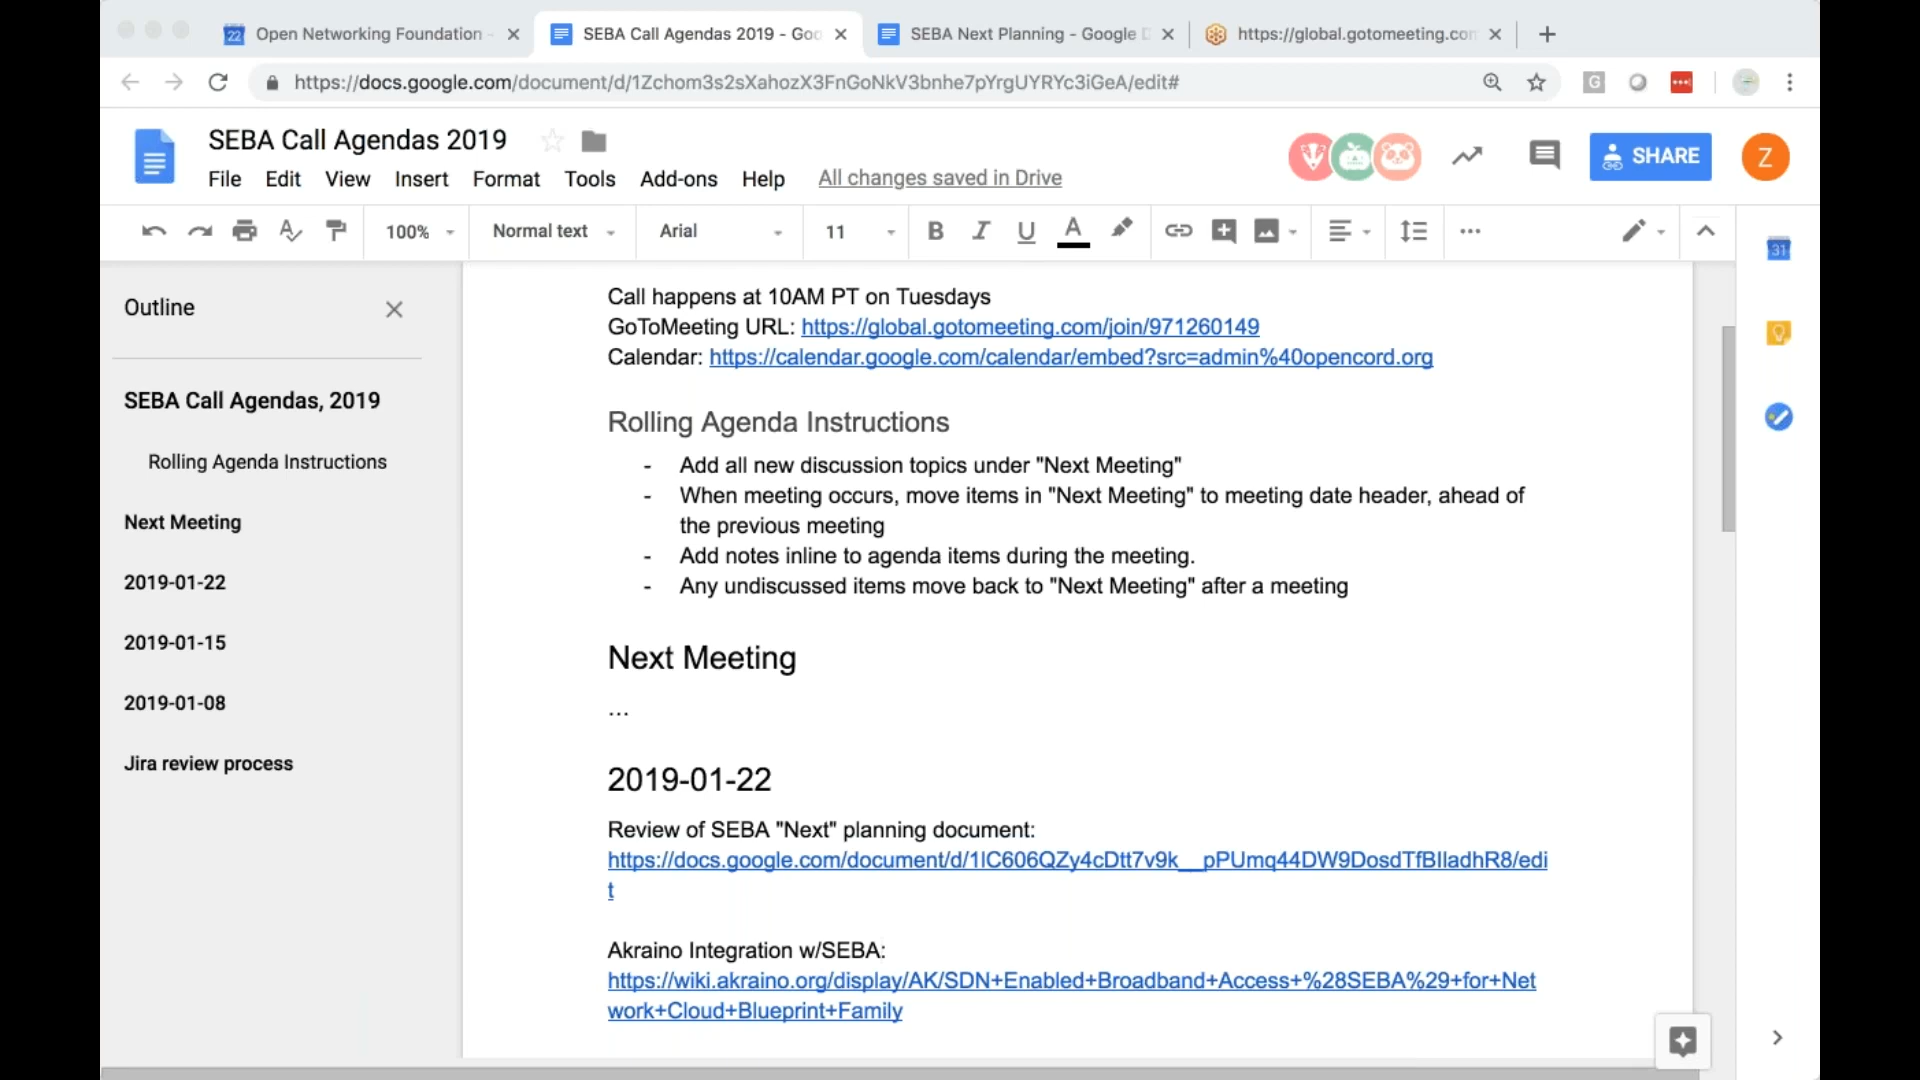 22 Open Networking Foundation -
SEBA Call Agendas 2019 - Goo
SEBA Next Planning - Google D
https://global.gotomeeting.com
https://docs.google.com/document/d/1Zchom3s2sXahozX3FnGoNkV3bnhe7pYrgUYRYc3iGeA/edit#
G
SEBA Call Agendas 2019
File Edit View Insert Format Tools Add-ons Help All changes saved in Drive
SHARE
Z
100% Normal text Arial 11 B I U A
31
Outline
SEBA Call Agendas, 2019
Rolling Agenda Instructions
Next Meeting
2019-01-22
2019-01-15
2019-01-08
Jira review process
Call happens at 10AM PT on Tuesdays
GoToMeeting URL: https://global.gotomeeting.com/join/971260149
Calendar: https://calendar.google.com/calendar/embed?src=admin%40opencord.org
Rolling Agenda Instructions
- Add all new discussion topics under "Next Meeting"
- When meeting occurs, move items in "Next Meeting" to meeting date header, ahead of
the previous meeting
- Add notes inline to agenda items during the meeting.
- Any undiscussed items move back to "Next Meeting" after a meeting
Next Meeting
...
2019-01-22
Review of SEBA "Next" planning document:
https://docs.google.com/document/d/1lC606QZy4cDtt7v9k__pPUmq44DW9DosdTfBIladhR8/edi
t
Akraino Integration w/SEBA:
https://wiki.akraino.org/display/AK/SDN+Enabled+Broadband+Access+%28SEBA%29+for+Net
work+Cloud+Blueprint+Family